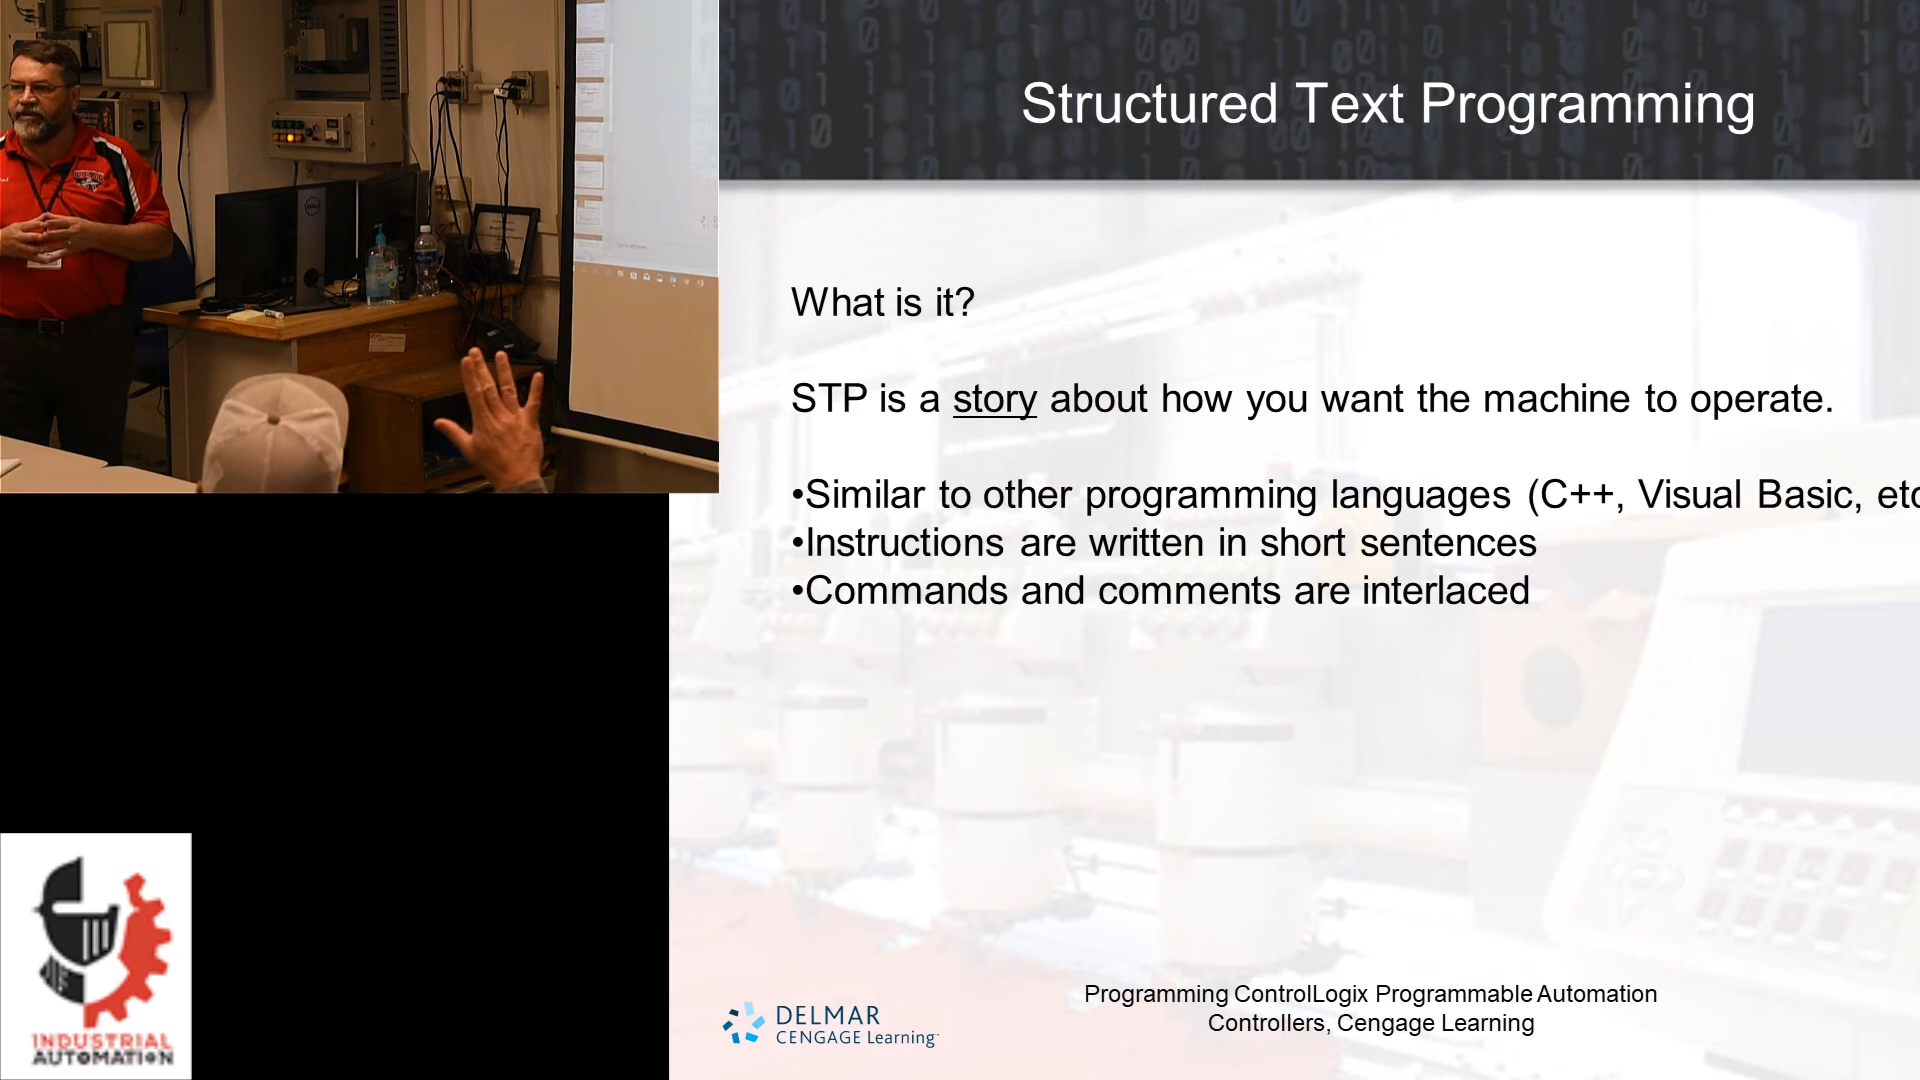 Structured Text Programming
What is it?
STP is a story about how you want the machine to operate.
•Similar to other programming languages (C++, Visual Basic, etc
•Instructions are written in short sentences
•Commands and comments are interlaced
DELMAR
CENGAGE Learning™
Programming ControlLogix Programmable Automation
Controllers, Cengage Learning
INDUSTRIAL
AUTOMATION
DELL